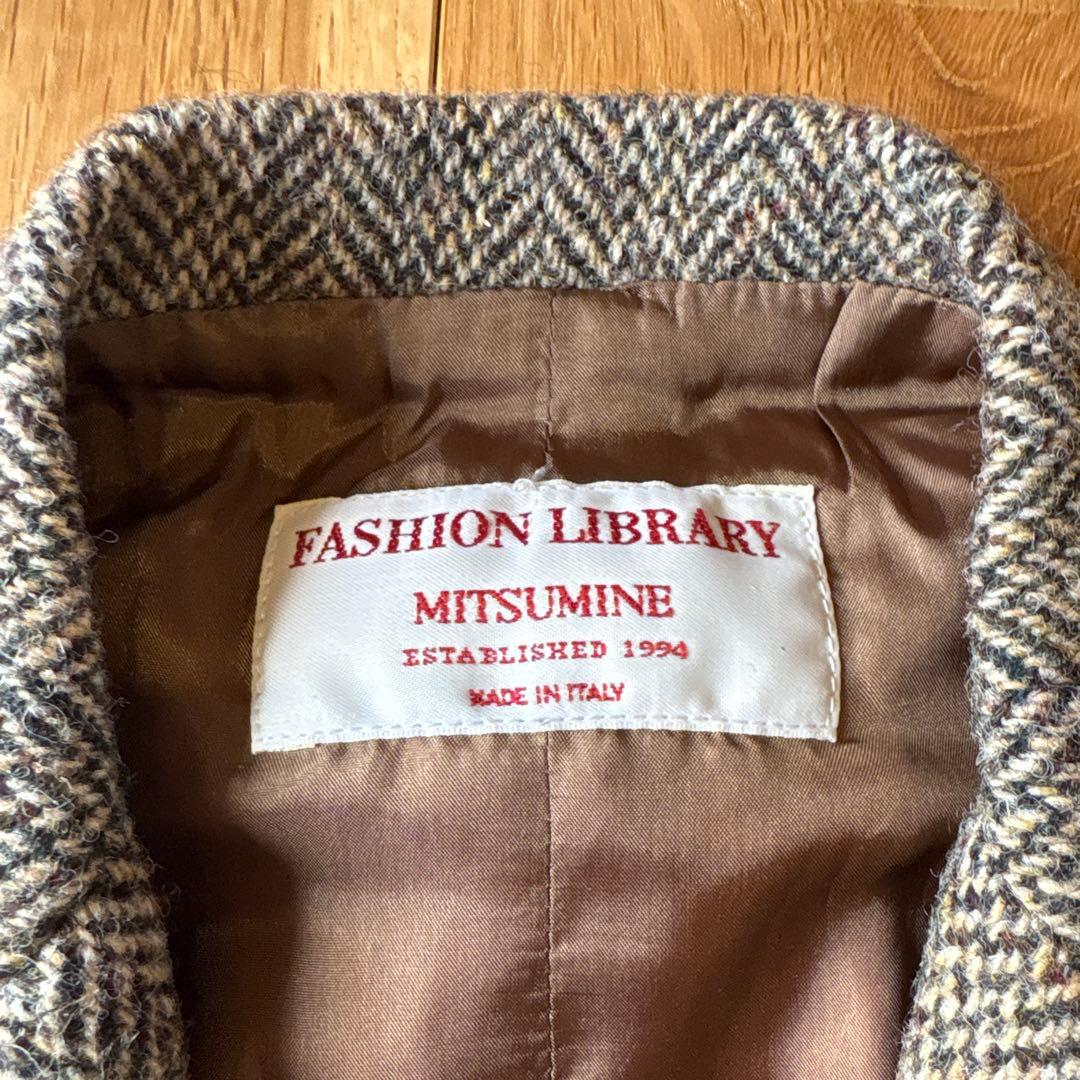 FASHION LIBRARY
MITSUMINE
ESTABLISHED 1994
MADE IN ITALY